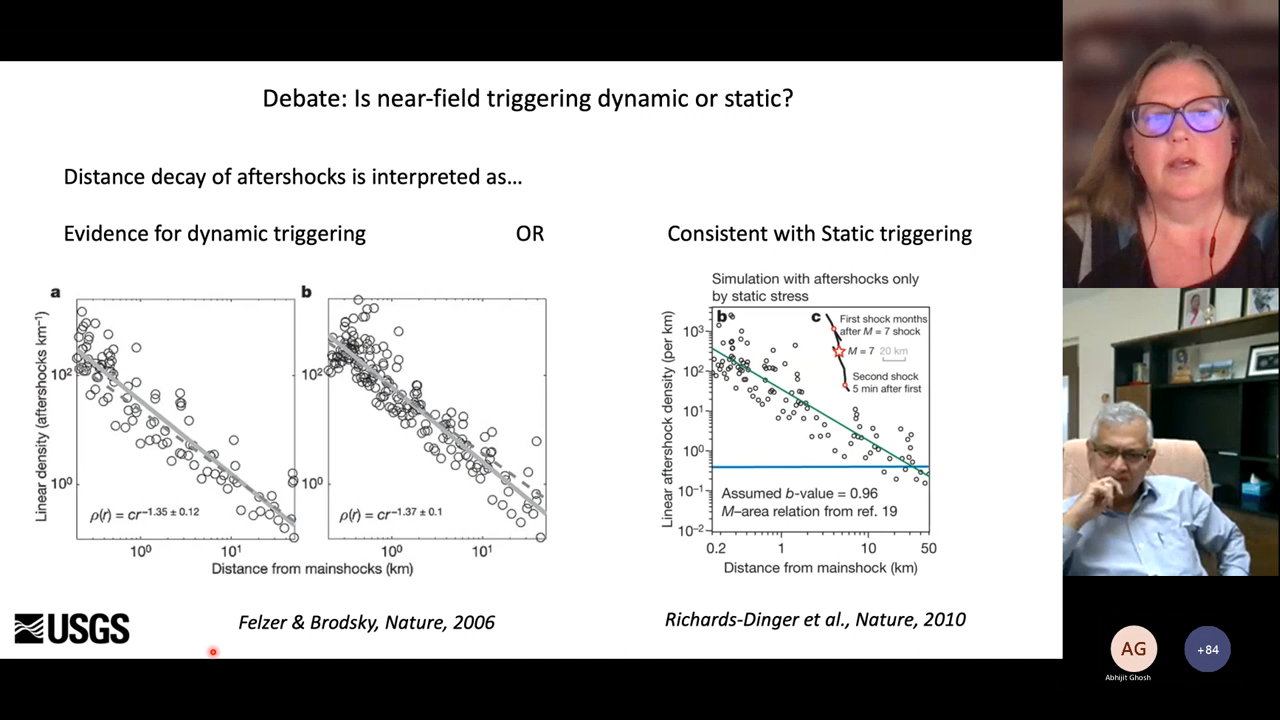 Debate: Is near-field triggering dynamic or static?
Distance decay of aftershocks is interpreted as…
Evidence for dynamic triggering
OR
Consistent with Static triggering
a
b
Linear density (aftershocks km⁻¹)
10²
10⁰
ρ(r) = cr⁻¹·³⁵ ± ⁰·¹²
10⁰
10¹
10²
10⁰
ρ(r) = cr⁻¹·³⁷ ± ⁰·¹
10⁰
10¹
Distance from mainshocks (km)
Felzer & Brodsky, Nature, 2006
Simulation with aftershocks only
by static stress
b
c
First shock months
after M = 7 shock
M = 7 20 km
Second shock
5 min after first
Linear aftershock density (per km)
10³
10²
10¹
10⁰
10⁻¹
10⁻²
Assumed b-value = 0.96
M–area relation from ref. 19
0.2 1 10 50
Distance from mainshock (km)
Richards-Dinger et al., Nature, 2010
USGS
AG
Abhijit Ghosh
+84